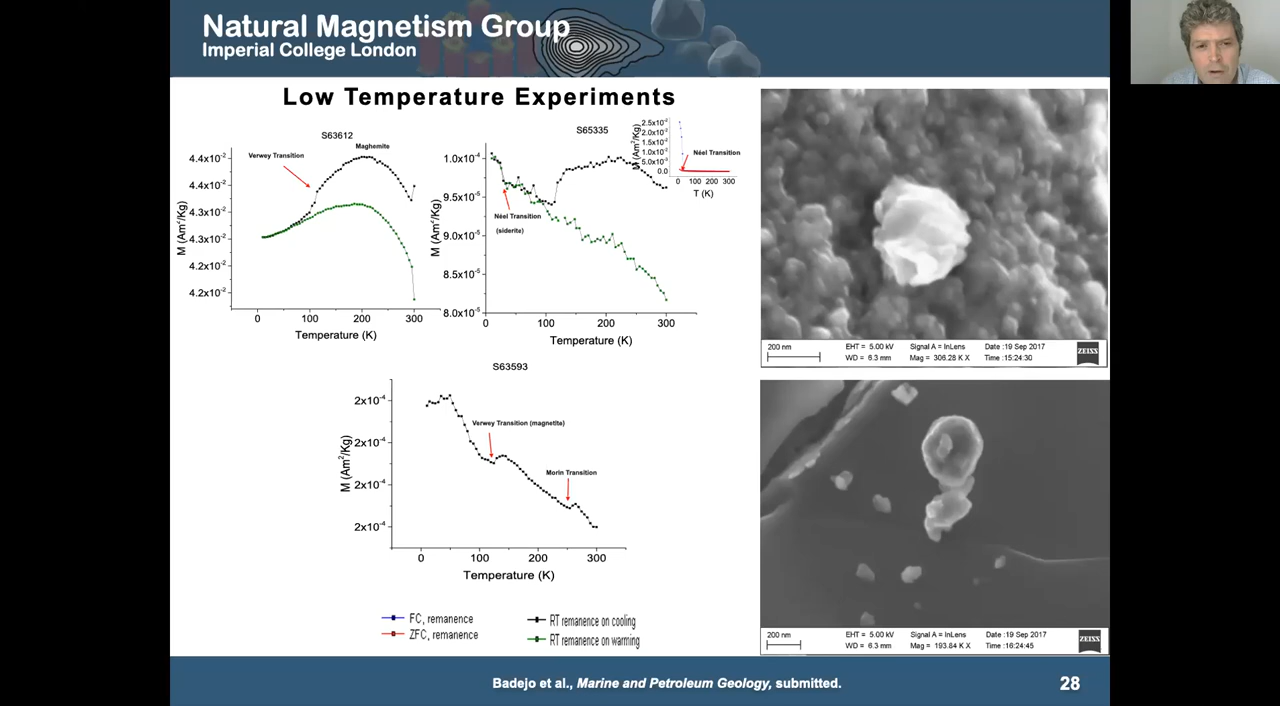 Natural Magnetism Group
Imperial College London
Low Temperature Experiments
S63612
Maghemite
Verwey Transition
4.4x10⁻²
4.4x10⁻²
4.3x10⁻²
4.3x10⁻²
4.2x10⁻²
4.2x10⁻²
M (Am²/Kg)
0 100 200 300
Temperature (K)
S65335
1.0x10⁻⁴
9.5x10⁻⁵
9.0x10⁻⁵
8.5x10⁻⁵
8.0x10⁻⁵
M (Am²/Kg)
Néel Transition
(siderite)
0 100 200 300
Temperature (K)
2.5x10⁻²
2.0x10⁻²
1.5x10⁻²
1.0x10⁻²
5.0x10⁻³
0.0
M (Am²/Kg)
Néel Transition
0 100 200 300
T (K)
S63593
2x10⁻⁴
2x10⁻⁴
2x10⁻⁴
2x10⁻⁴
M (Am²/Kg)
Verwey Transition (magnetite)
Morin Transition
0 100 200 300
Temperature (K)
FC, remanence
ZFC, remanence
RT remanence on cooling
RT remanence on warming
200 nm
EHT = 5.00 kV Signal A = InLens Date :19 Sep 2017
WD = 6.3 mm Mag = 306.28 K X Time :15:24:30
ZEISS
200 nm
EHT = 5.00 kV Signal A = InLens Date :19 Sep 2017
WD = 6.3 mm Mag = 193.84 K X Time :16:24:45
ZEISS
Badejo et al., Marine and Petroleum Geology, submitted.
28